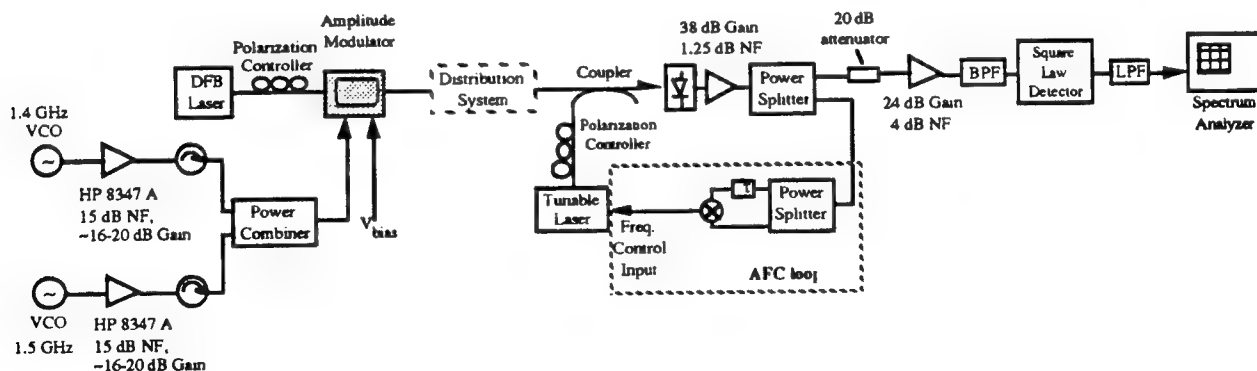 Amplitude
Modulator
Polarization
Controller
DFB
Laser
Distribution
System
Coupler
38 dB Gain
1.25 dB NF
Power
Splitter
20 dB
attenuator
24 dB Gain
4 dB NF
BPF
Square
Law
Detector
LPF
Spectrum
Analyzer
1.4 GHz
VCO
~
HP 8347 A
15 dB NF,
~16-20 dB Gain
Power
Combiner
V bias
Polarization
Controller
Tunable
Laser
Freq.
Control
Input
τ
Power
Splitter
AFC loop
~
VCO
1.5 GHz
HP 8347 A
15 dB NF,
~16-20 dB Gain